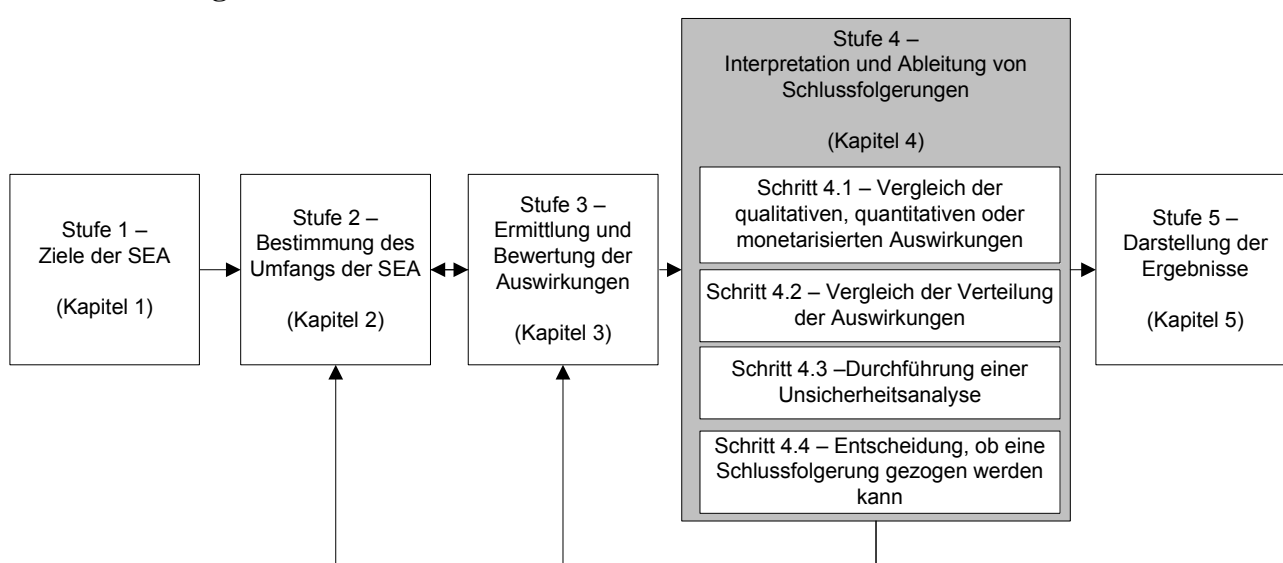 Stufe 1 –
Ziele der SEA
(Kapitel 1)
Stufe 2 –
Bestimmung des
Umfangs der SEA
(Kapitel 2)
Stufe 3 –
Ermittlung und
Bewertung der
Auswirkungen
(Kapitel 3)
Stufe 4 –
Interpretation und Ableitung von
Schlussfolgerungen
(Kapitel 4)
Schritt 4.1 – Vergleich der
qualitativen, quantitativen oder
monetarisierten Auswirkungen
Schritt 4.2 – Vergleich der Verteilung
der Auswirkungen
Schritt 4.3 –Durchführung einer
Unsicherheitsanalyse
Schritt 4.4 – Entscheidung, ob eine
Schlussfolgerung gezogen werden
kann
Stufe 5 –
Darstellung der
Ergebnisse
(Kapitel 5)